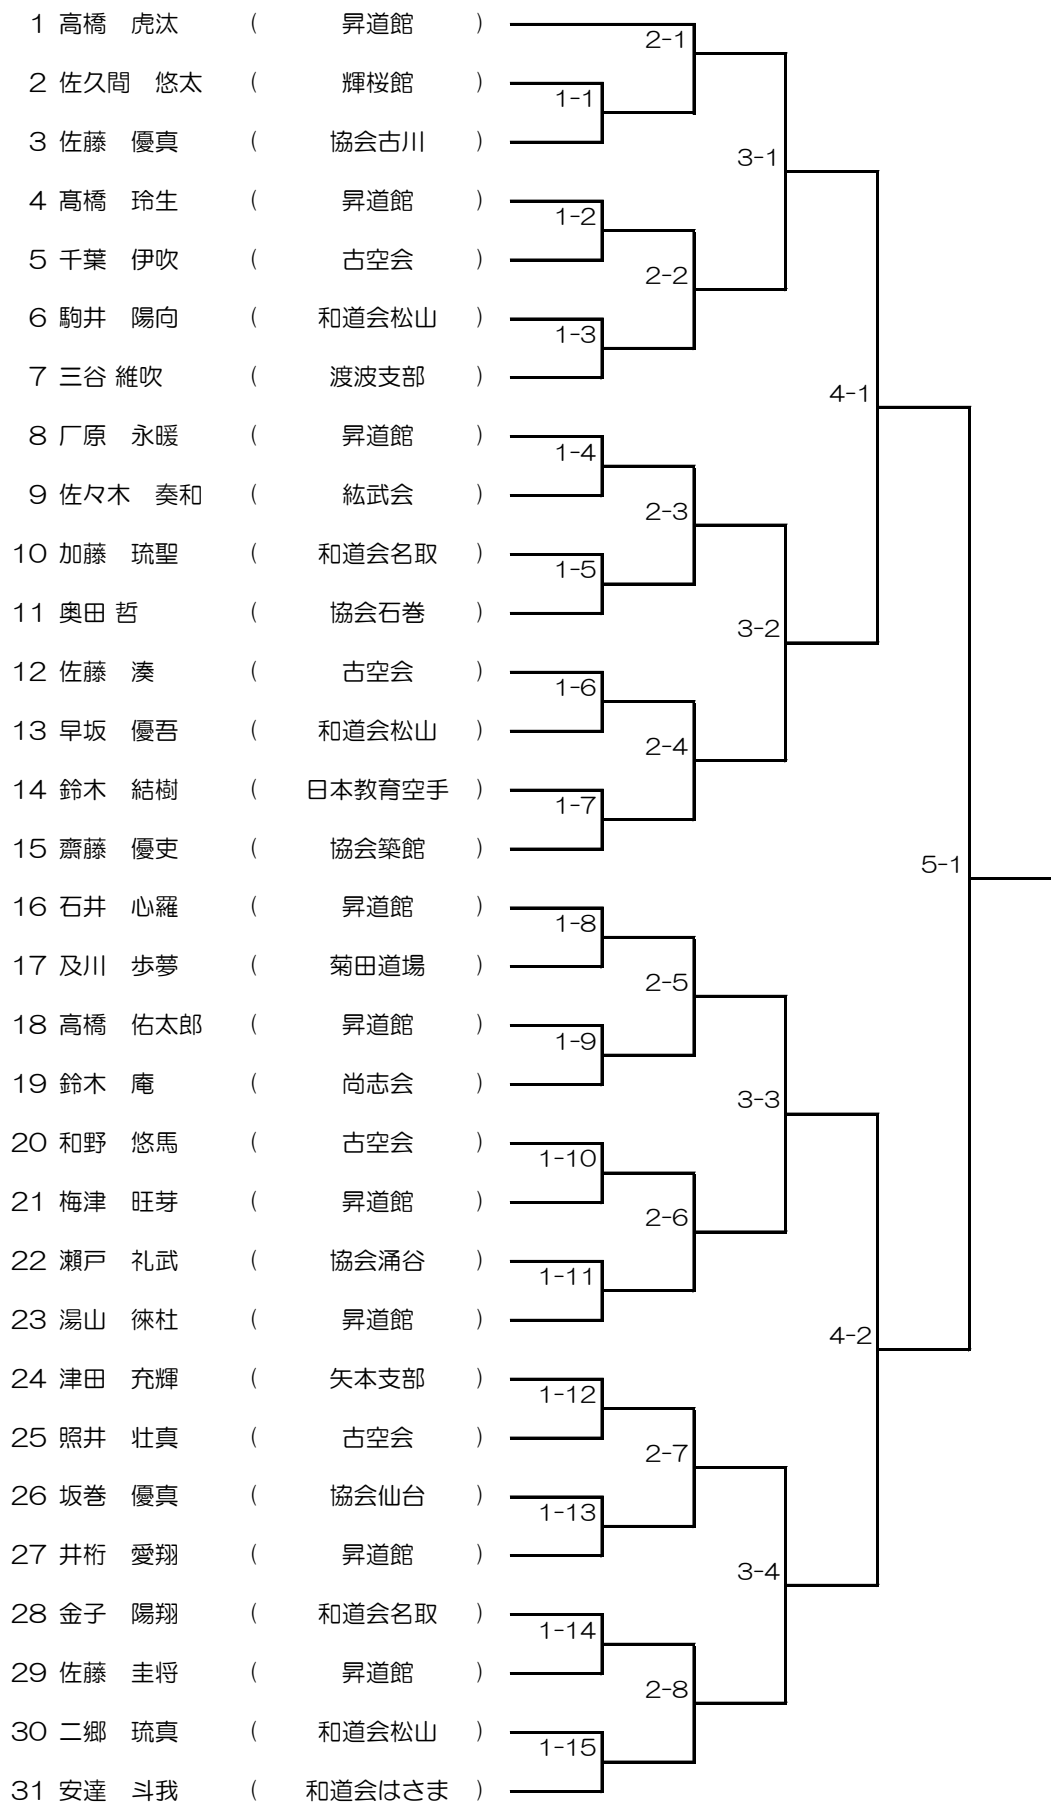 1 高橋　虎汰 ( 昇道館 )
2-1
2 佐久間　悠太 ( 輝桜館 )
1-1
3 佐藤　優真 ( 協会古川 )
3-1
4 髙橋　玲生 ( 昇道館 )
1-2
5 千葉　伊吹 ( 古空会 )
2-2
6 駒井　陽向 ( 和道会松山 )
1-3
7 三谷 維吹 ( 渡波支部 )
4-1
8 厂原　永暖 ( 昇道館 )
1-4
9 佐々木　奏和 ( 紘武会 )
2-3
10 加藤　琉聖 ( 和道会名取 )
1-5
11 奥田 哲 ( 協会石巻 )
3-2
12 佐藤　湊 ( 古空会 )
1-6
13 早坂　優吾 ( 和道会松山 )
2-4
14 鈴木　結樹 ( 日本教育空手 )
1-7
15 齋藤　優吏 ( 協会築館 )
5-1
16 石井　心羅 ( 昇道館 )
1-8
17 及川　歩夢 ( 菊田道場 )
2-5
18 高橋　佑太郎 ( 昇道館 )
1-9
19 鈴木　庵 ( 尚志会 )
3-3
20 和野　悠馬 ( 古空会 )
1-10
21 梅津　旺芽 ( 昇道館 )
2-6
22 瀬戸　礼武 ( 協会涌谷 )
1-11
23 湯山　徠杜 ( 昇道館 )
4-2
24 津田　充輝 ( 矢本支部 )
1-12
25 照井　壮真 ( 古空会 )
2-7
26 坂巻　優真 ( 協会仙台 )
1-13
27 井桁　愛翔 ( 昇道館 )
3-4
28 金子　陽翔 ( 和道会名取 )
1-14
29 佐藤　圭将 ( 昇道館 )
2-8
30 二郷　琉真 ( 和道会松山 )
1-15
31 安達　斗我 ( 和道会はさま )